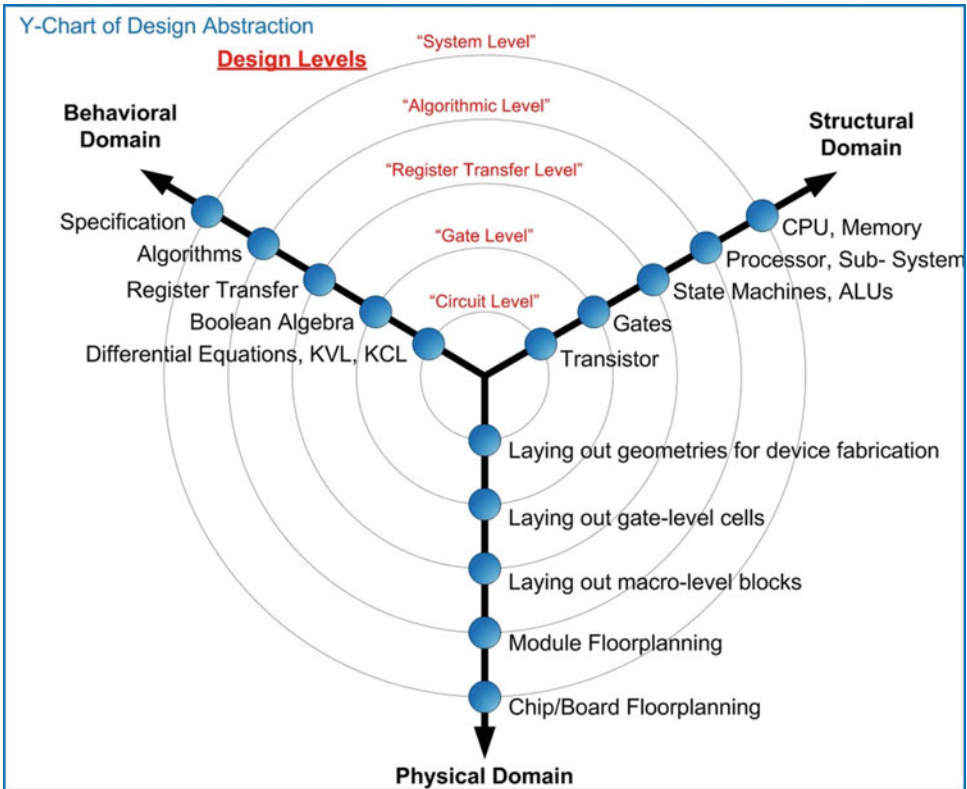 Y-Chart of Design Abstraction
Design Levels
“System Level”
“Algorithmic Level”
“Register Transfer Level”
“Gate Level”
“Circuit Level”
Behavioral
Domain
Specification
Algorithms
Register Transfer
Boolean Algebra
Differential Equations, KVL, KCL
Structural
Domain
CPU, Memory
Processor, Sub- System
State Machines, ALUs
Gates
Transistor
Laying out geometries for device fabrication
Laying out gate-level cells
Laying out macro-level blocks
Module Floorplanning
Chip/Board Floorplanning
Physical Domain